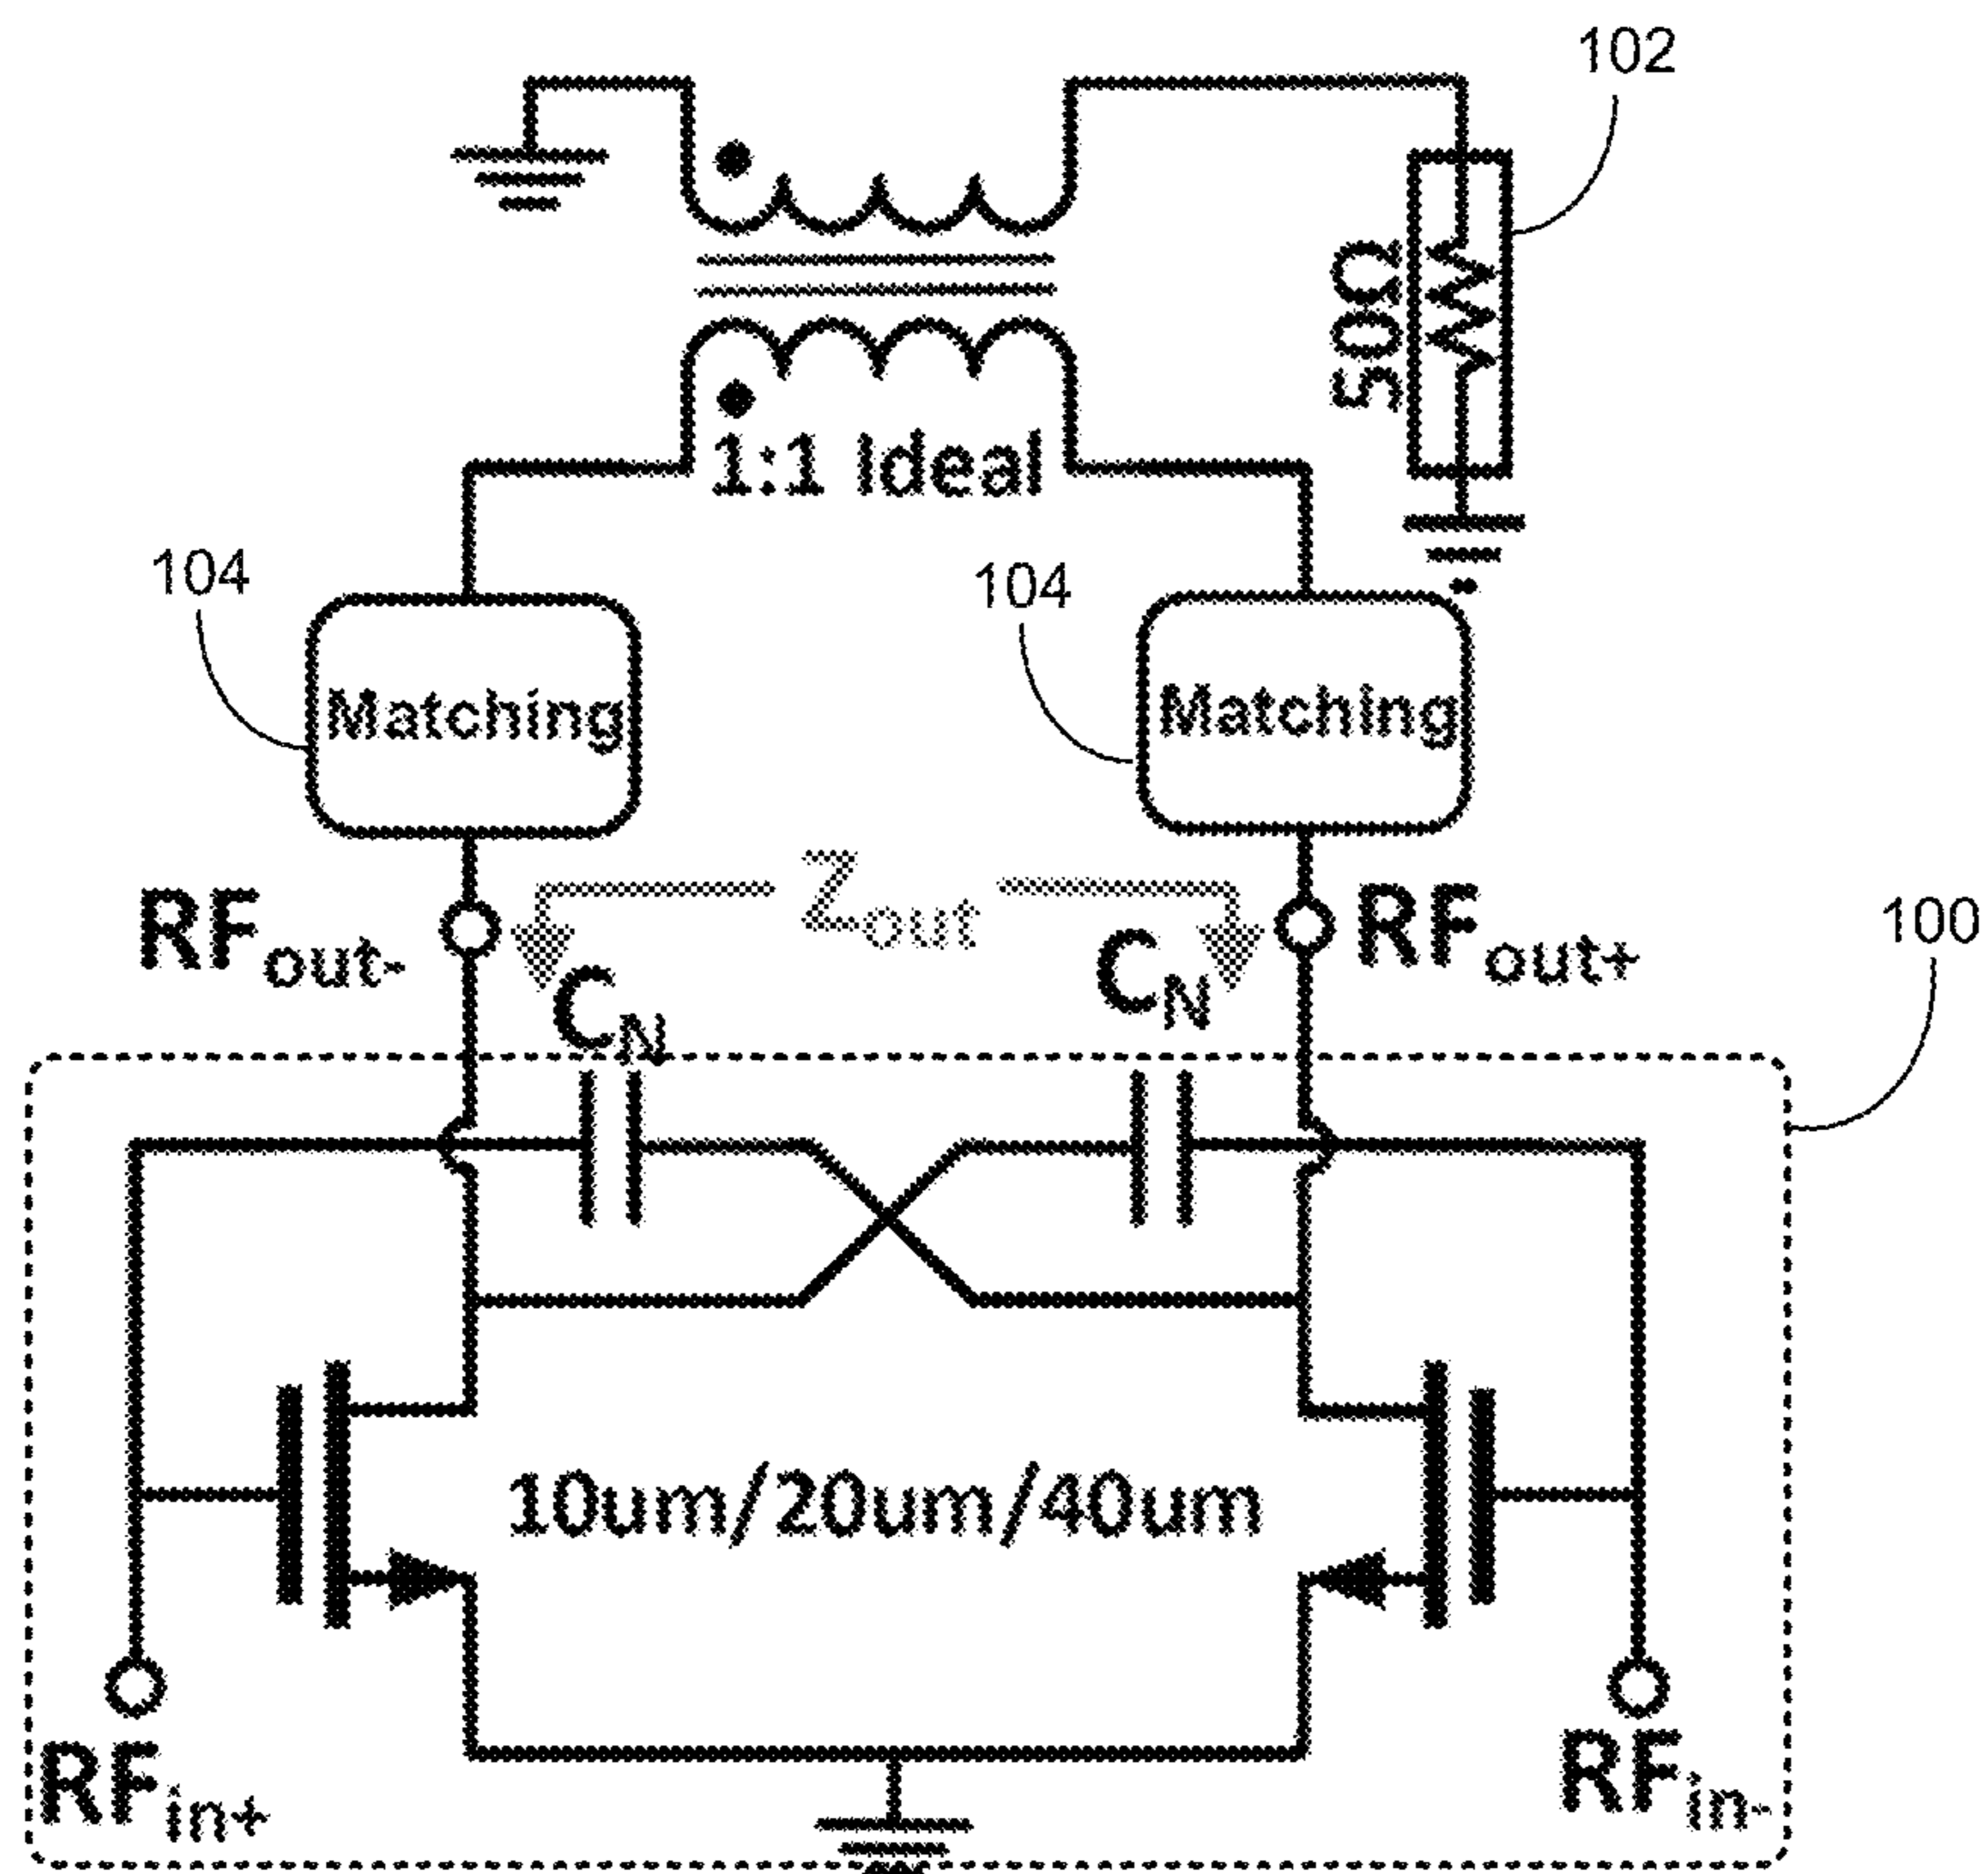 102
50Ω
1:1 Ideal
104
104
Matching
Matching
Zout
RFout-
RFout+
100
CN
CN
10um/20um/40um
RFin+
RFin-